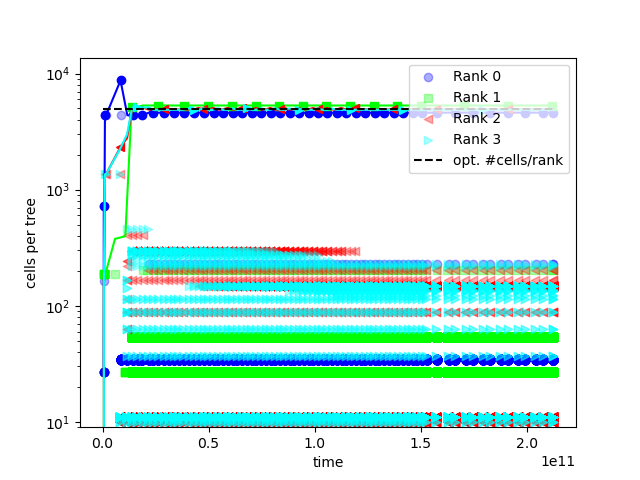 10⁴
10³
10²
10¹
cells per tree
Rank 0
Rank 1
Rank 2
Rank 3
opt. #cells/rank
0.0
0.5
1.0
1.5
2.0
1e11
time